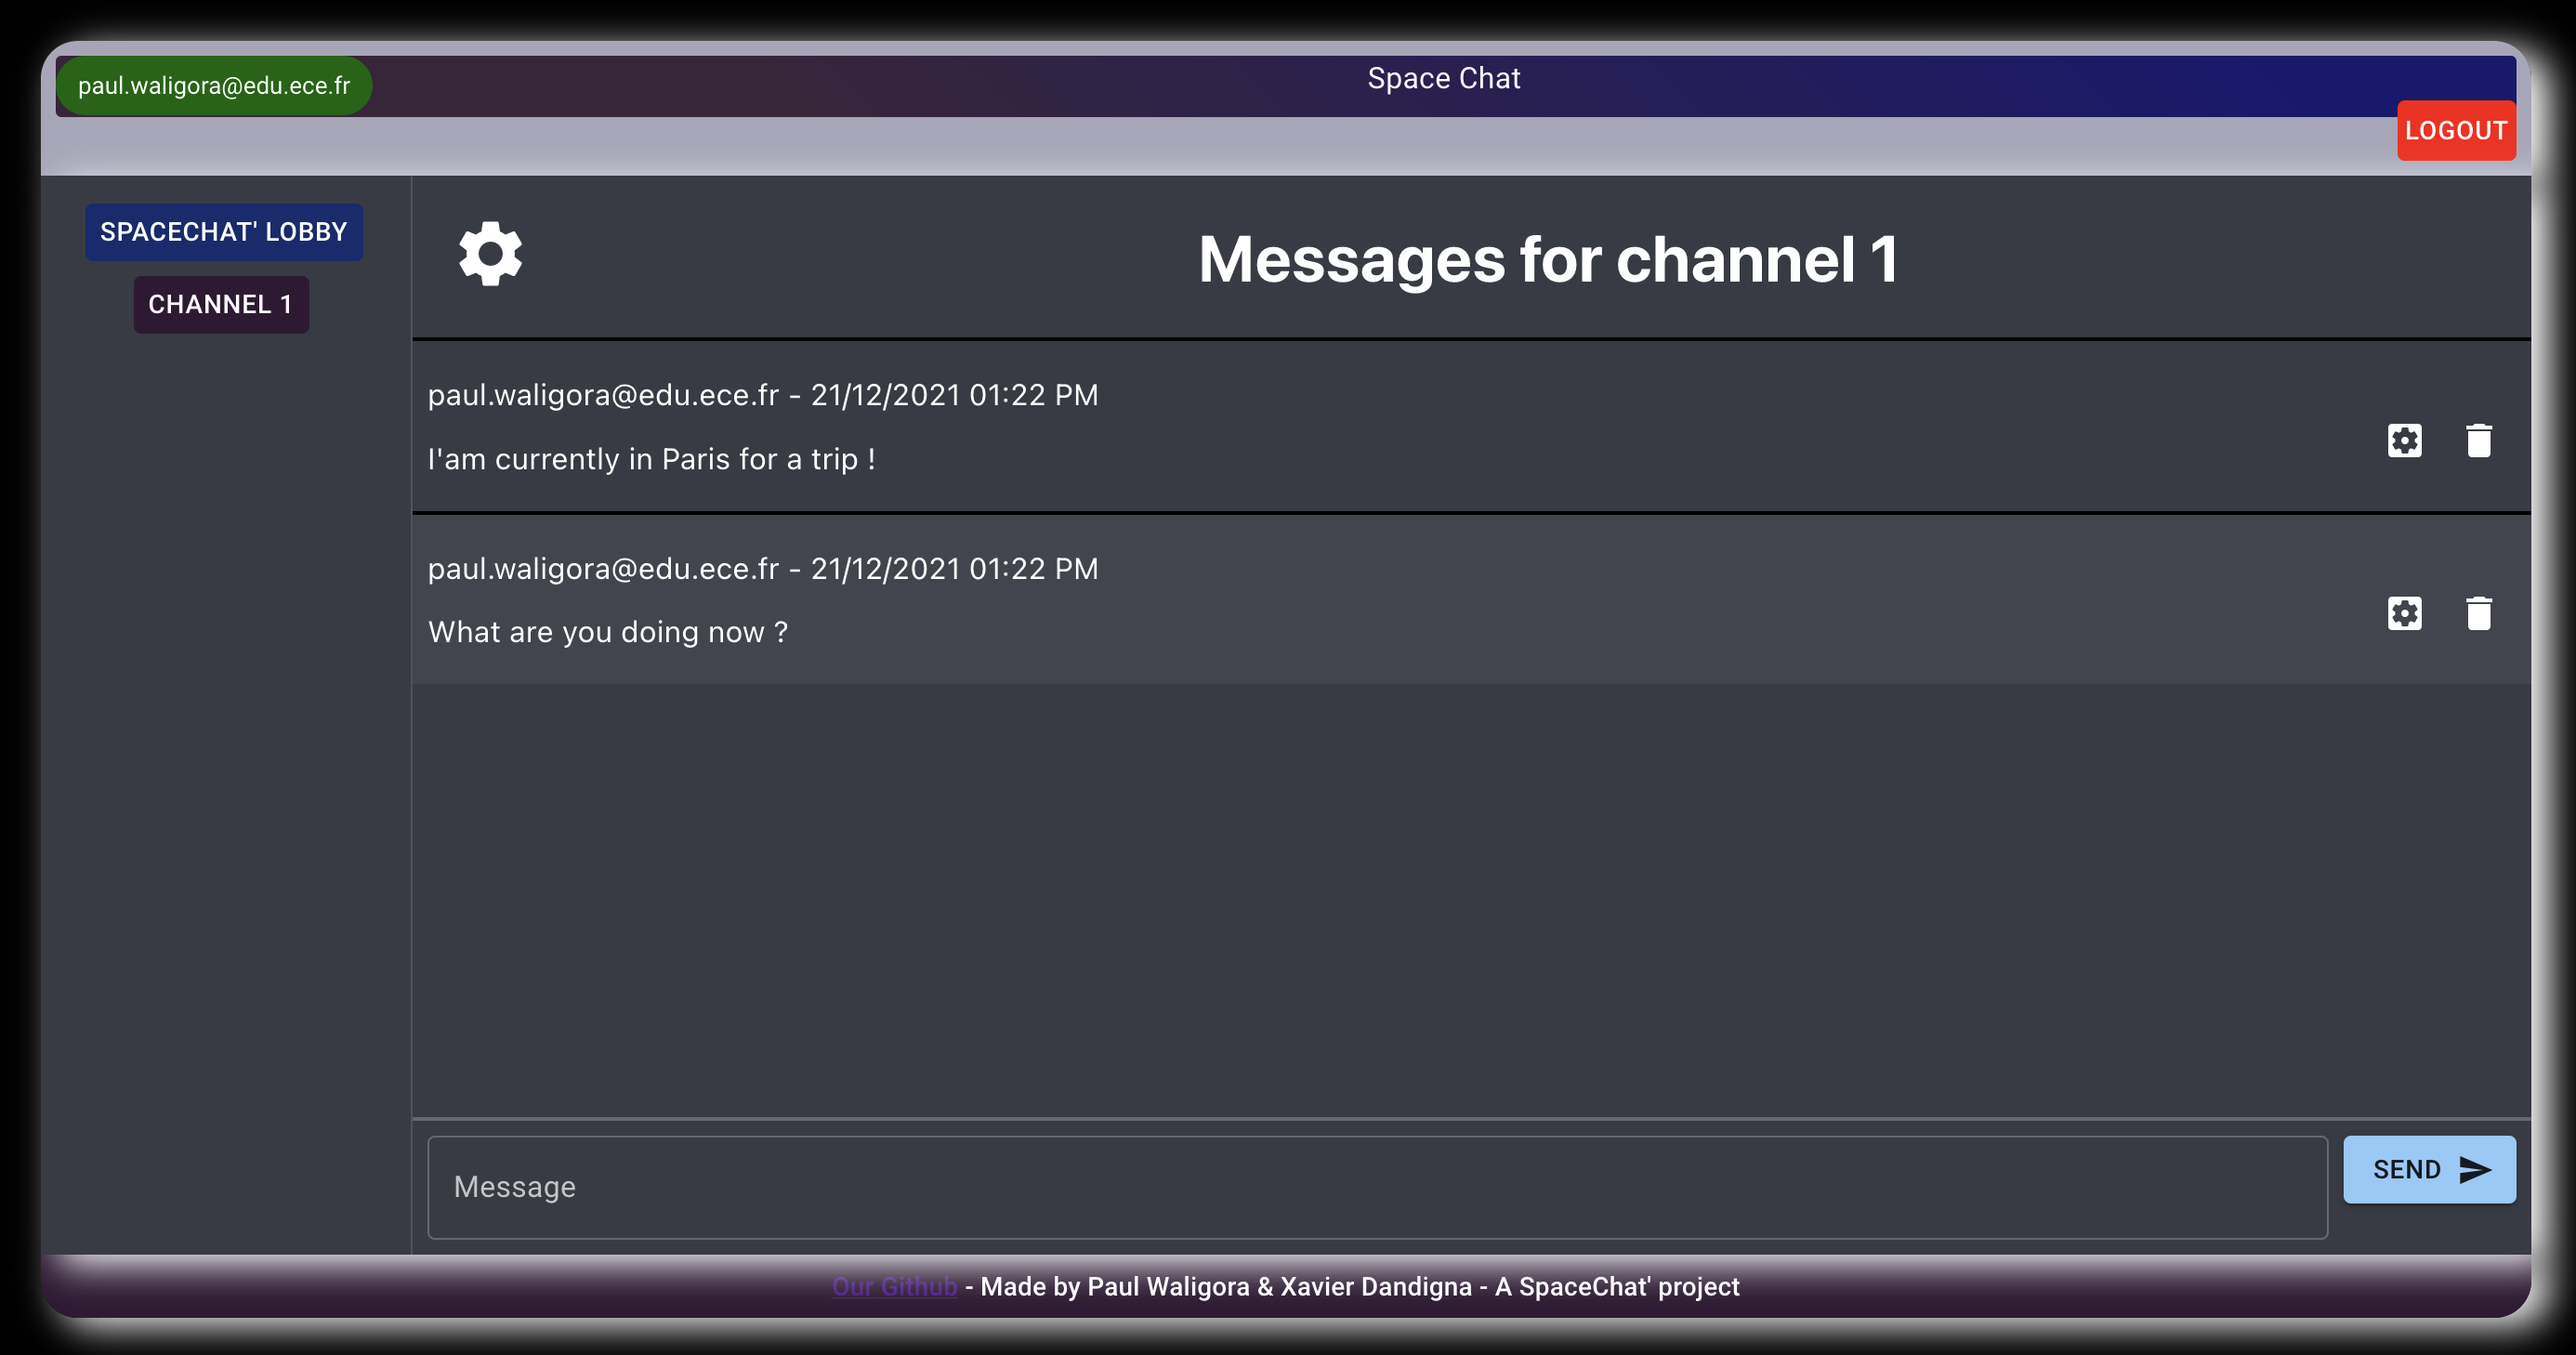 paul.waligora@edu.ece.fr
Space Chat
LOGOUT
SPACECHAT' LOBBY
CHANNEL 1
Messages for channel 1
paul.waligora@edu.ece.fr - 21/12/2021 01:22 PM
I'am currently in Paris for a trip !
paul.waligora@edu.ece.fr - 21/12/2021 01:22 PM
What are you doing now ?
Message
SEND
Our Github - Made by Paul Waligora & Xavier Dandigna - A SpaceChat' project